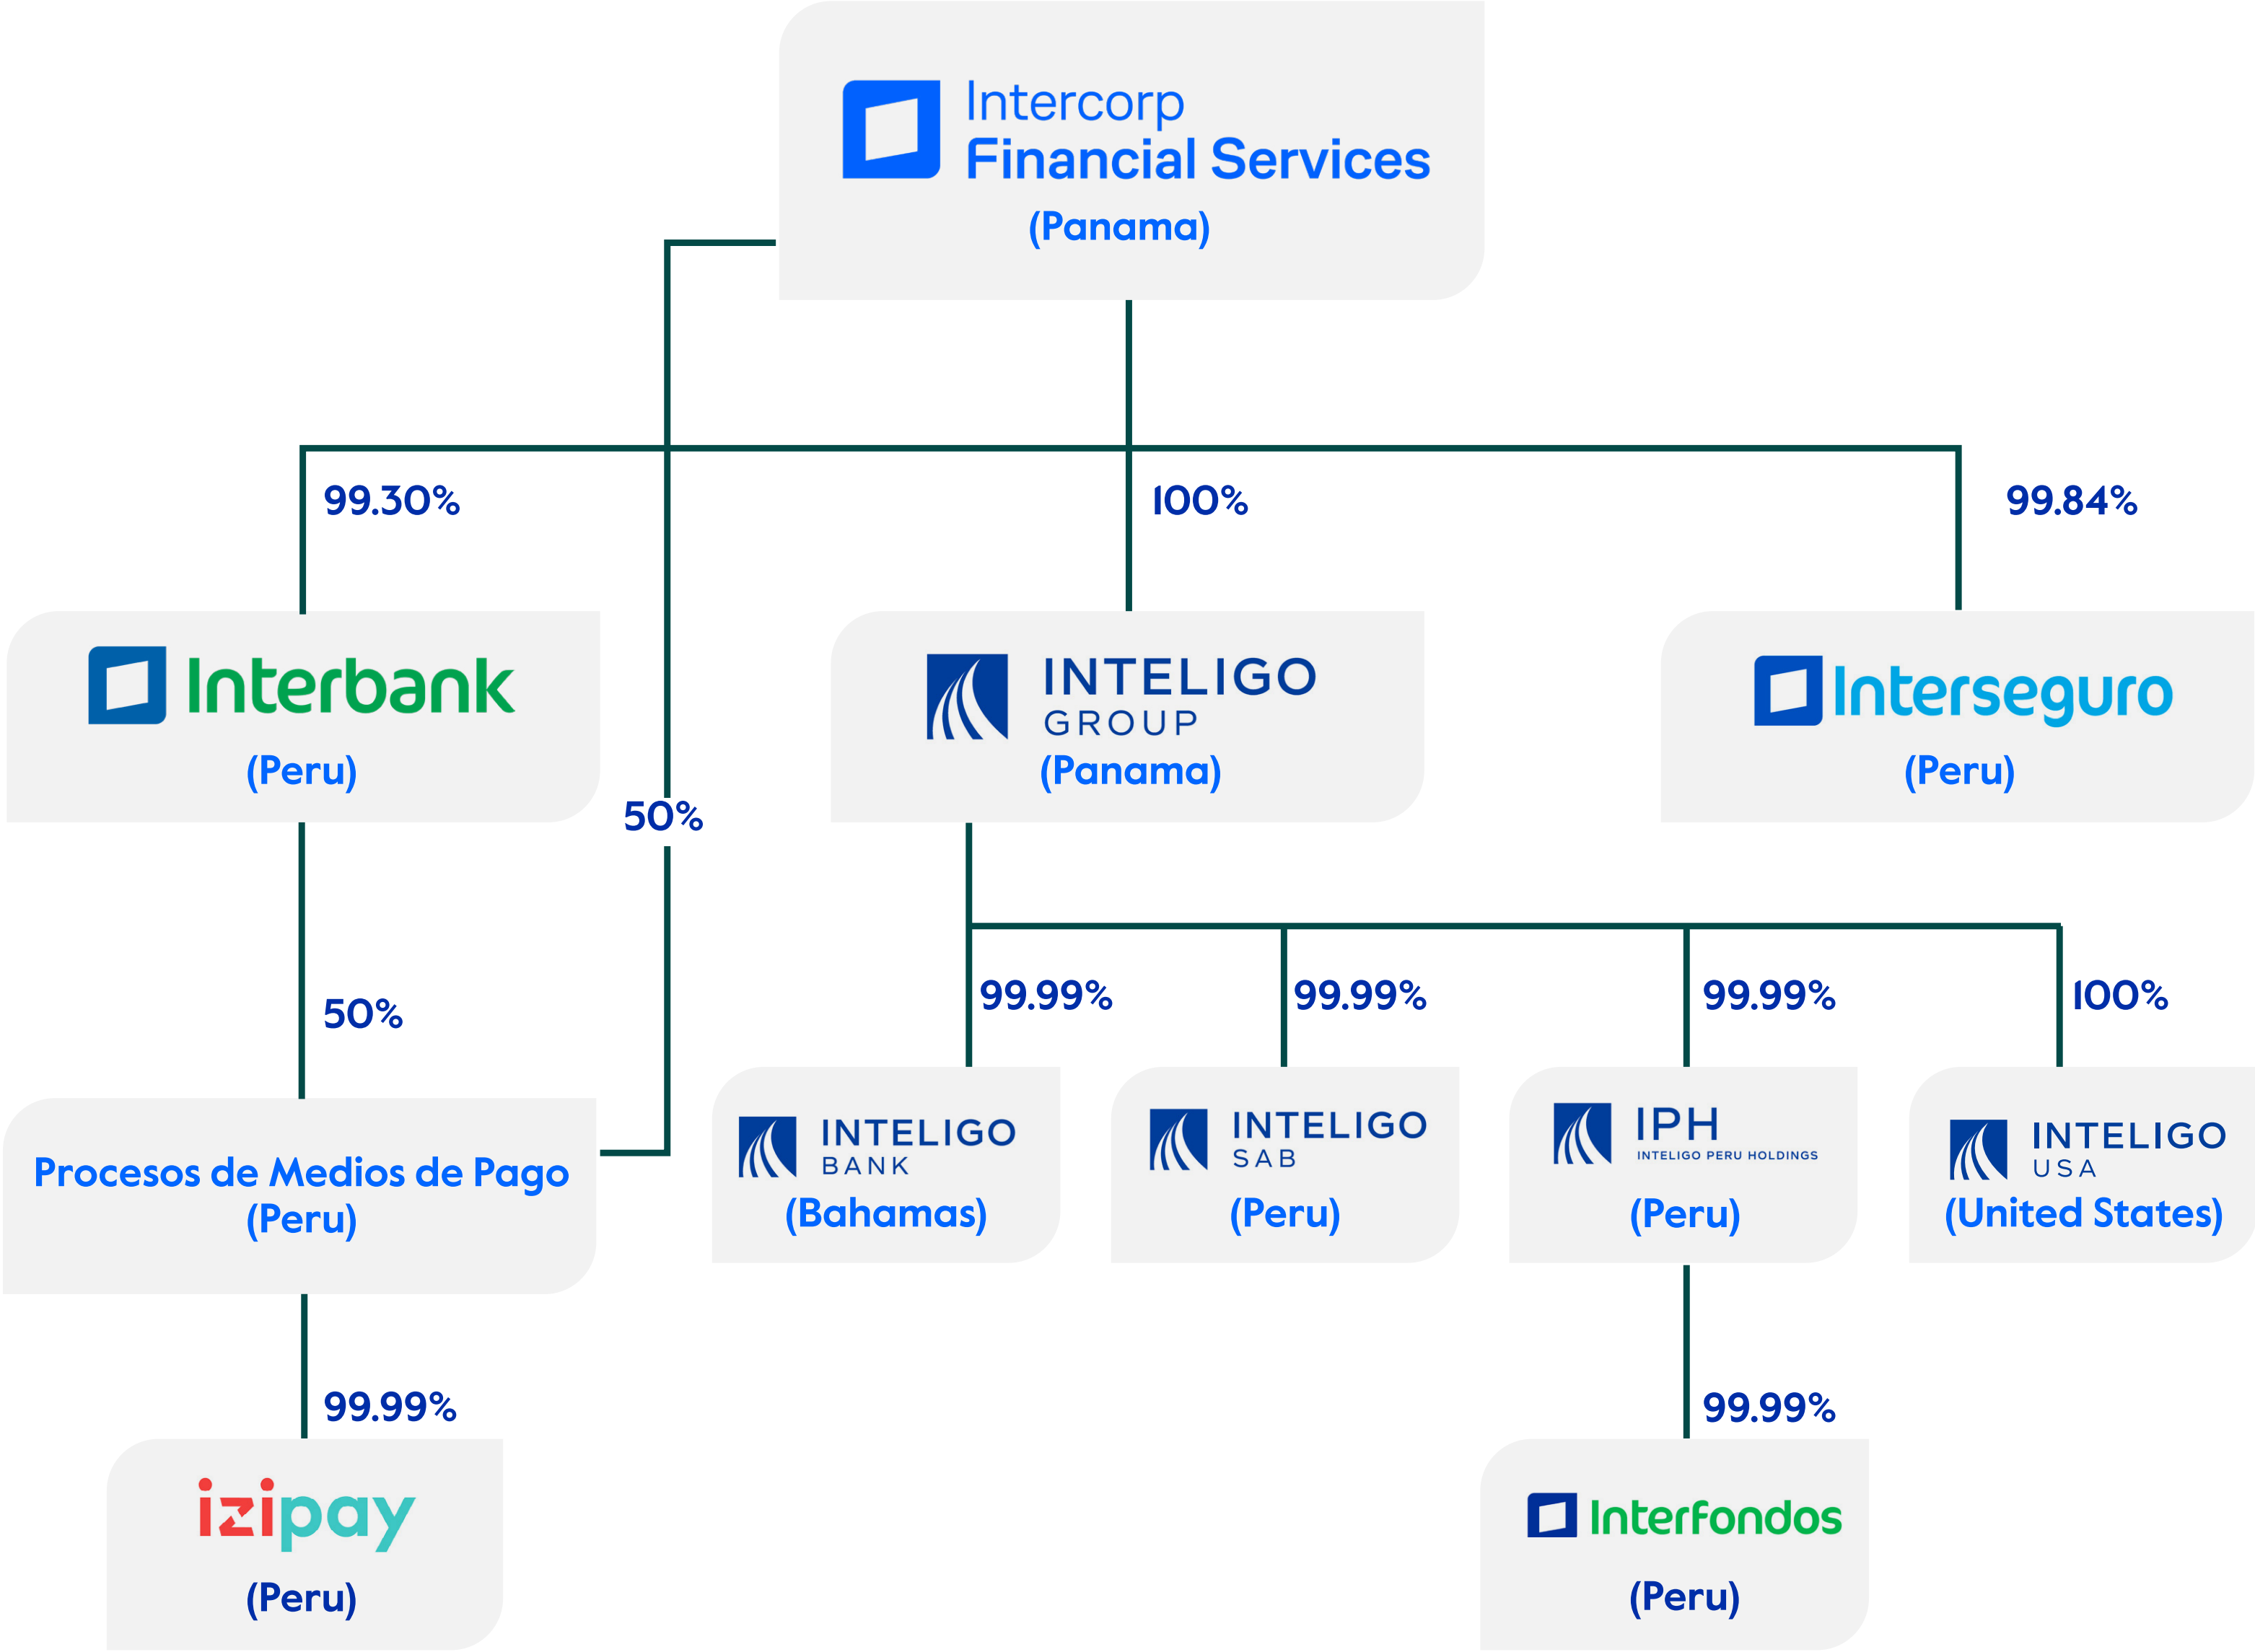 Intercorp
Financial Services
(Panama)
99.30%
100%
99.84%
Interbank
(Peru)
INTELIGO
GROUP
(Panama)
Interseguro
(Peru)
50%
50%
99.99%
99.99%
99.99%
100%
Procesos de Medios de Pago
(Peru)
INTELIGO
BANK
(Bahamas)
INTELIGO
SAB
(Peru)
IPH
INTELIGO PERU HOLDINGS
(Peru)
INTELIGO
USA
(United States)
99.99%
99.99%
izipay
(Peru)
Interfondos
(Peru)